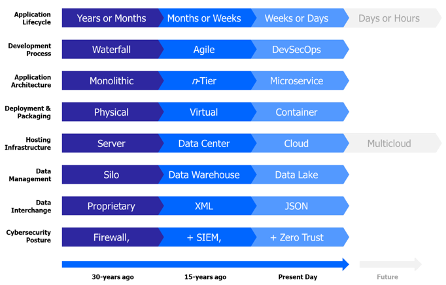 Application
Lifecycle
Years or Months
Months or Weeks
Weeks or Days
Days or Hours
Development
Process
Waterfall
Agile
DevSecOps
Application
Architecture
Monolithic
n-Tier
Microservice
Deployment &
Packaging
Physical
Virtual
Container
Hosting
Infrastructure
Server
Data Center
Cloud
Multicloud
Data
Management
Silo
Data Warehouse
Data Lake
Data
Interchange
Proprietary
XML
JSON
Cybersecurity
Posture
Firewall,
+ SIEM,
+ Zero Trust
30-years ago
15-years ago
Present Day
Future